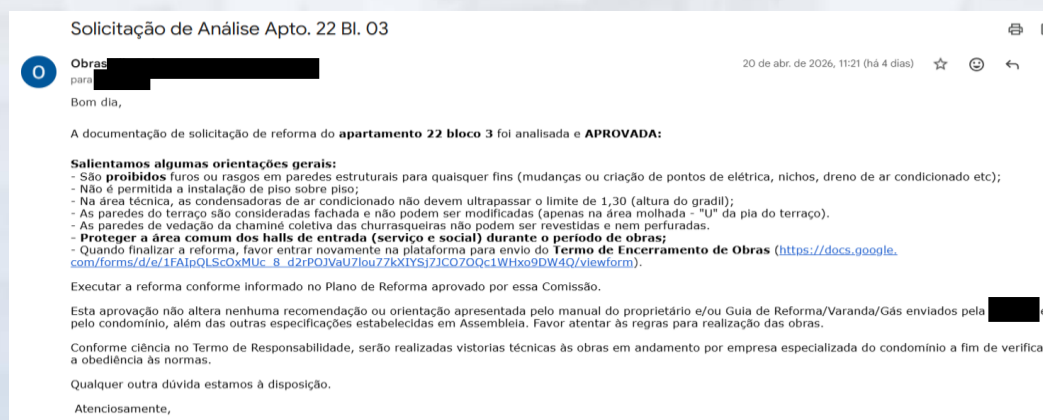 Solicitação de Análise Apto. 22 Bl. 03
O
Obras
20 de abr. de 2026, 11:21 (há 4 dias)
para
Bom dia,
A documentação de solicitação de reforma do apartamento 22 bloco 3 foi analisada e APROVADA:
Salientamos algumas orientações gerais:
- São proibidos furos ou rasgos em paredes estruturais para quaisquer fins (mudanças ou criação de pontos de elétrica, nichos, dreno de ar condicionado etc);
- Não é permitida a instalação de piso sobre piso;
- Na área técnica, as condensadoras de ar condicionado não devem ultrapassar o limite de 1,30 (altura do gradil);
- As paredes do terraço são consideradas fachada e não podem ser modificadas (apenas na área molhada - "U" da pia do terraço).
- As paredes de vedação da chaminé coletiva das churrasqueiras não podem ser revestidas e nem perfuradas.
- Proteger a área comum dos halls de entrada (serviço e social) durante o período de obras;
- Quando finalizar a reforma, favor entrar novamente na plataforma para envio do Termo de Encerramento de Obras (https://docs.google.
com/forms/d/e/1FAIpQLScOxMUc_8_d2rPOJVaU7lou77kXIYSj7JCO7OQc1WHxo9DW4Q/viewform).
Executar a reforma conforme informado no Plano de Reforma aprovado por essa Comissão.
Esta aprovação não altera nenhuma recomendação ou orientação apresentada pelo manual do proprietário e/ou Guia de Reforma/Varanda/Gás enviados pela e
pelo condomínio, além das outras especificações estabelecidas em Assembleia. Favor atentar às regras para realização das obras.
Conforme ciência no Termo de Responsabilidade, serão realizadas vistorias técnicas às obras em andamento por empresa especializada do condomínio a fim de verifica
a obediência às normas.
Qualquer outra dúvida estamos à disposição.
Atenciosamente,